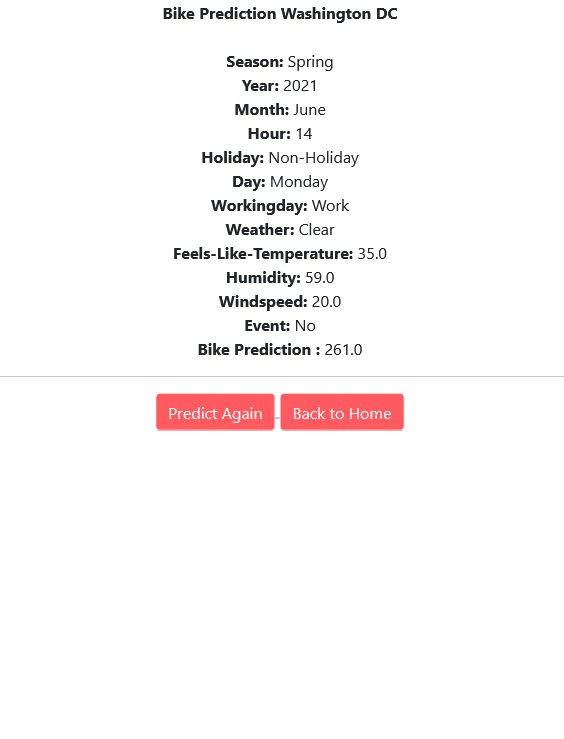 Bike Prediction Washington DC
Season: Spring
Year: 2021
Month: June
Hour: 14
Holiday: Non-Holiday
Day: Monday
Workingday: Work
Weather: Clear
Feels-Like-Temperature: 35.0
Humidity: 59.0
Windspeed: 20.0
Event: No
Bike Prediction : 261.0
Predict Again Back to Home